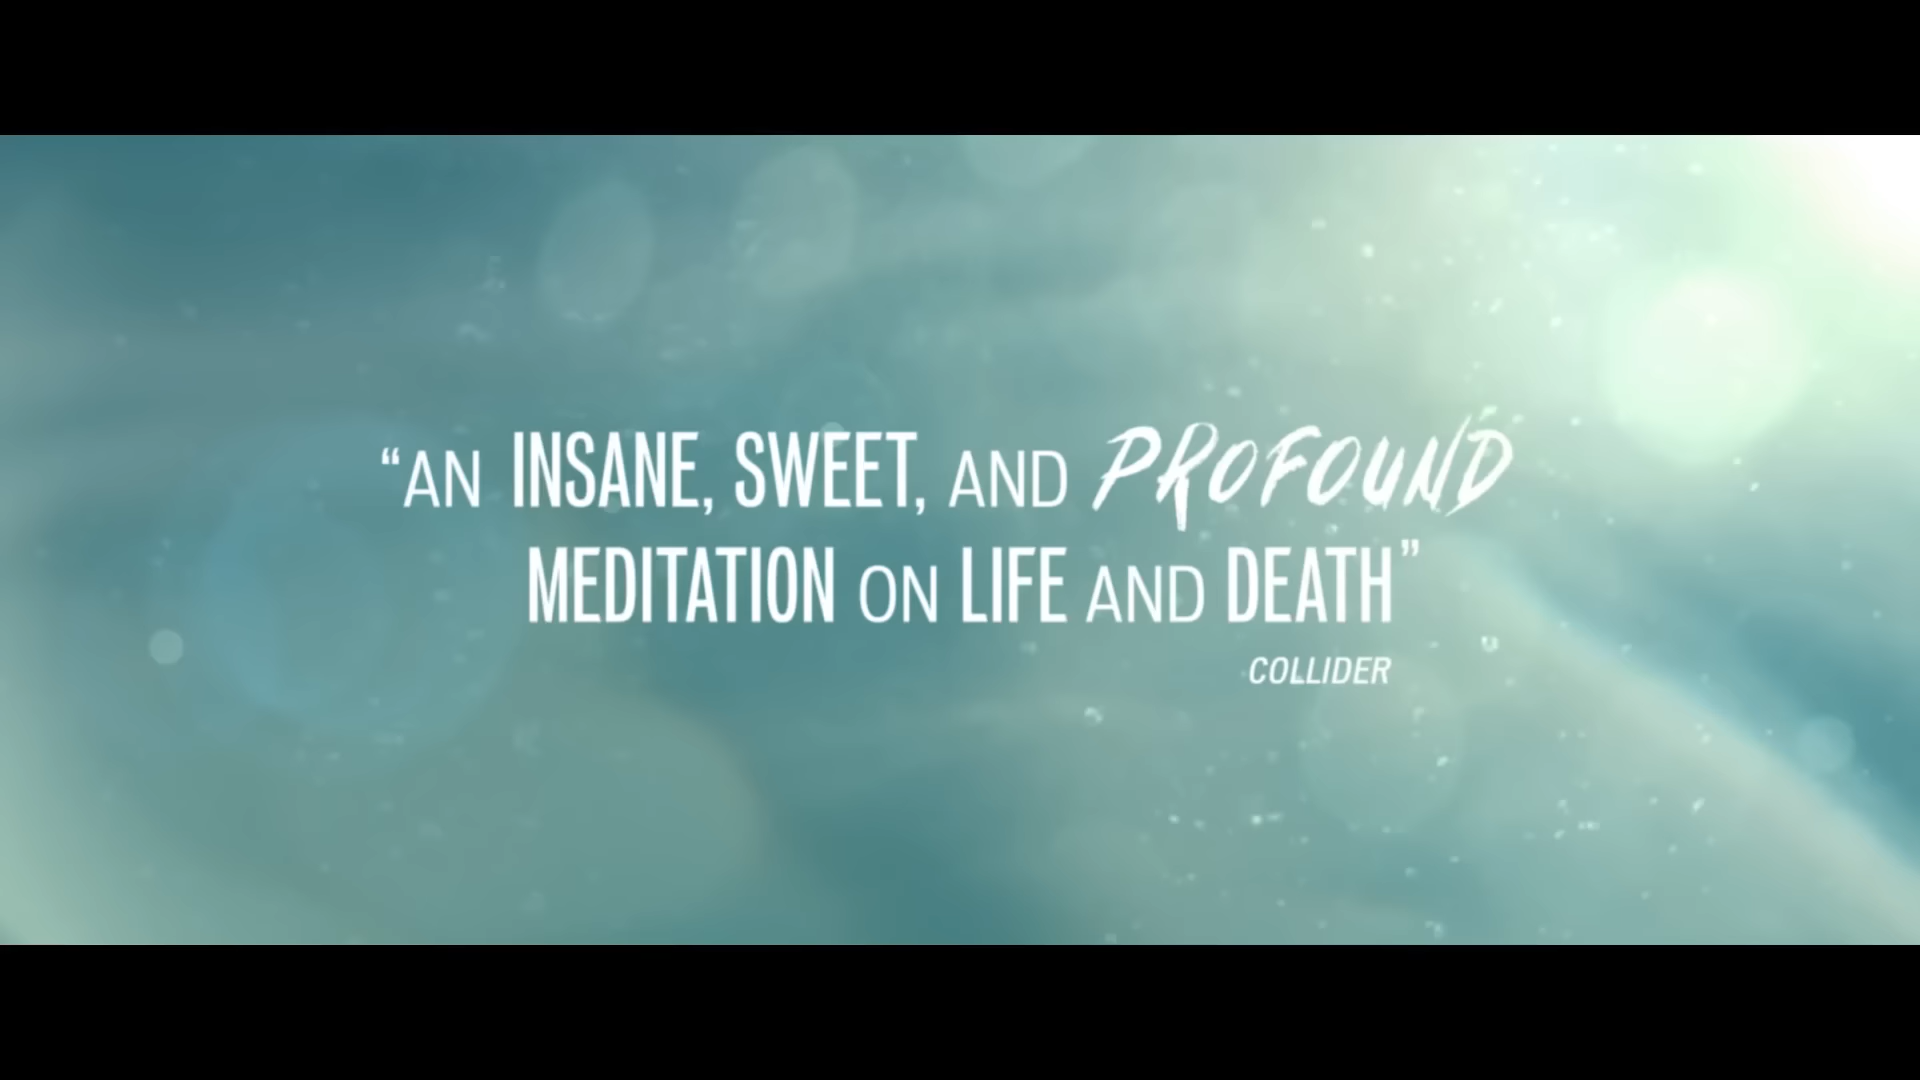 “AN INSANE, SWEET, AND PROFOUND
MEDITATION ON LIFE AND DEATH”
COLLIDER